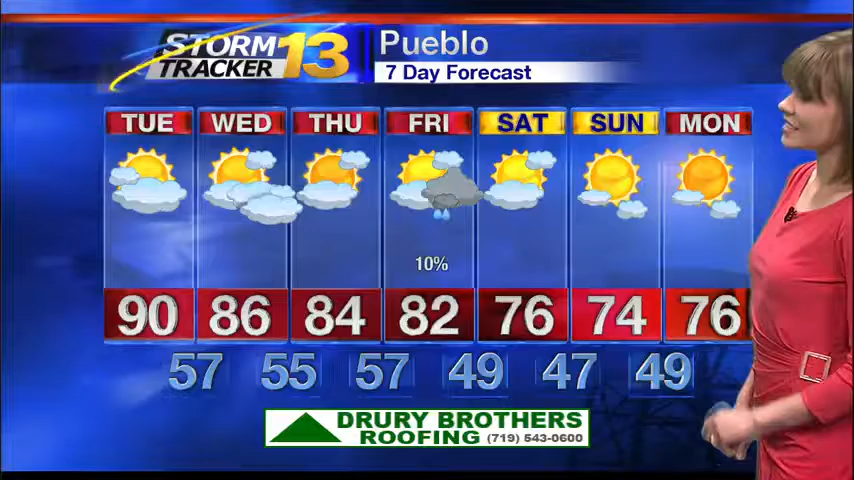 STORM
TRACKER 13
Pueblo
7 Day Forecast
TUE WED THU FRI SAT SUN MON
10%
90 86 84 82 76 74 76
57 55 57 49 47 49
DRURY BROTHERS
ROOFING (719) 543-0600